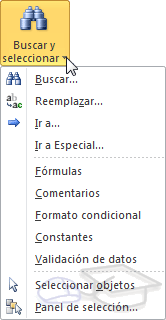 Buscar y
seleccionar
Buscar...
Reemplazar...
Ir a...
Ir a Especial...
Fórmulas
Comentarios
Formato condicional
Constantes
Validación de datos
Seleccionar objetos
Panel de selección...